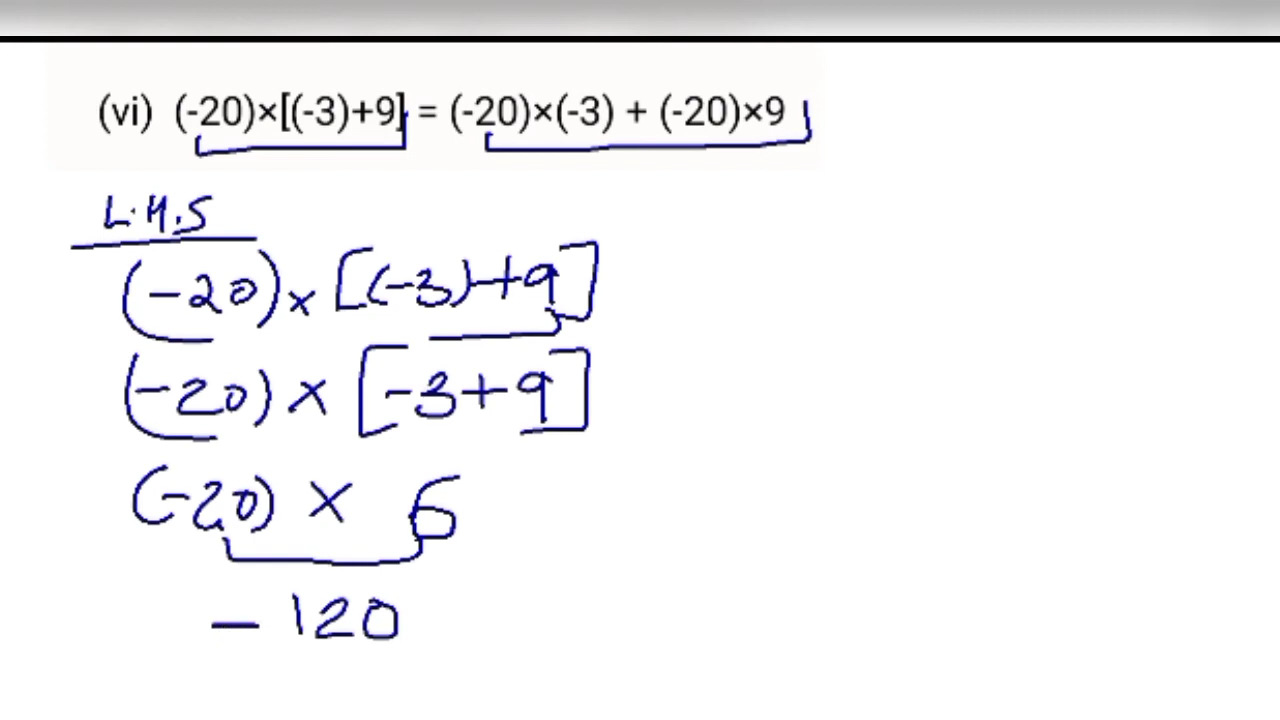 (vi) (-20)×[(-3)+9] = (-20)×(-3) + (-20)×9
L.H.S
(-20)× [(-3)+9]
(-20) × [-3+9]
(-20) × 6
- 120